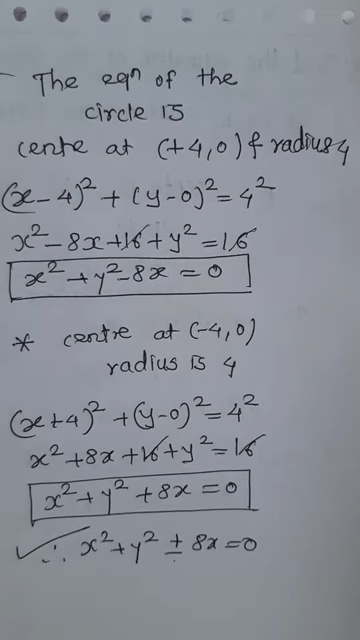 The eqn of the
circle is
centre at (+4,0) & radius 4
(x-4)² + (y-0)² = 4²
x² - 8x + 16 + y² = 16
x² + y² - 8x = 0
* centre at (-4,0)
radius is 4
(x+4)² + (y-0)² = 4²
x² + 8x + 16 + y² = 16
x² + y² + 8x = 0
∴ x² + y² ± 8x = 0